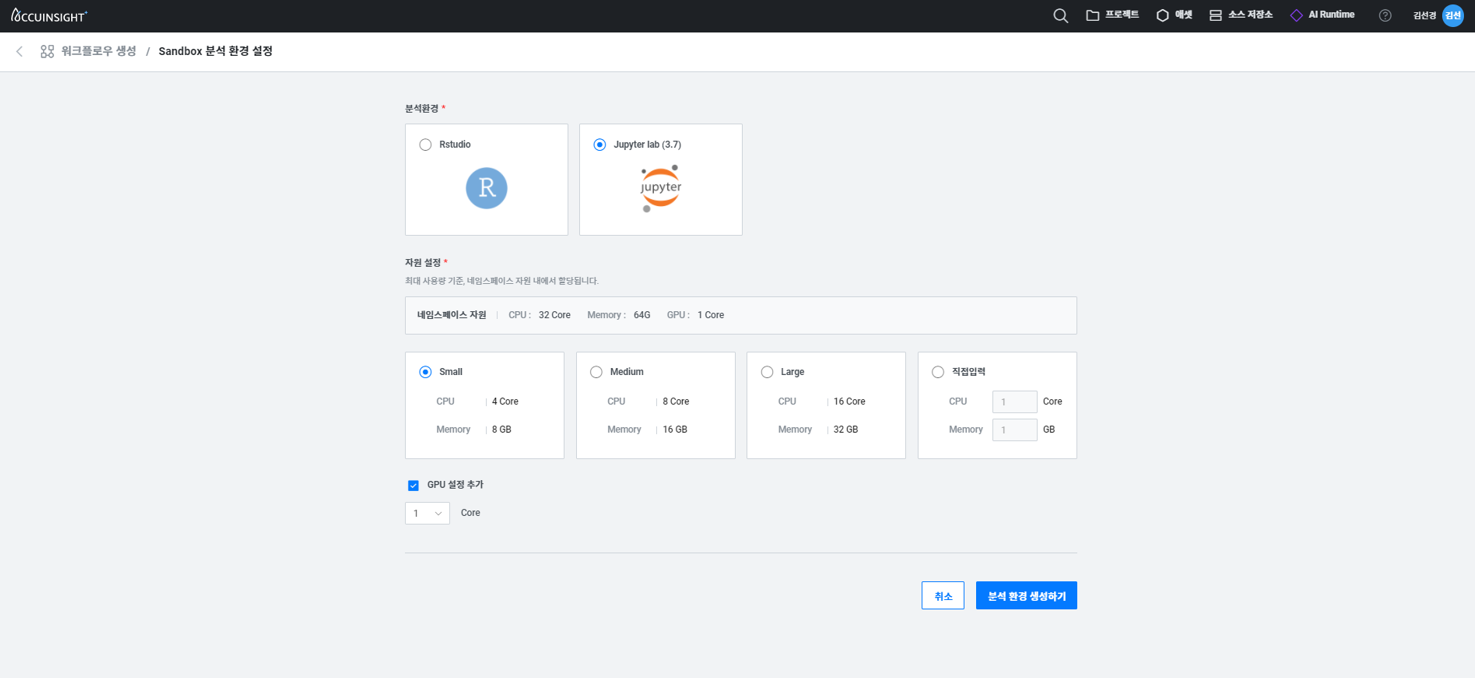 ACCUINSIGHT+
프로젝트 애셋 소스 저장소 AI Runtime ? 김선경 김선
워크플로우 생성 / Sandbox 분석 환경 설정
분석환경 *
Rstudio
Jupyter lab (3.7)
R
jupyter
자원 설정 *
최대 사용량 기준, 네임스페이스 자원 내에서 할당됩니다.
네임스페이스 자원 | CPU : 32 Core Memory : 64G GPU : 1 Core
Small
CPU | 4 Core
Memory | 8 GB
Medium
CPU | 8 Core
Memory | 16 GB
Large
CPU | 16 Core
Memory | 32 GB
직접입력
CPU 1 Core
Memory 1 GB
GPU 설정 추가
1 Core
취소 분석 환경 생성하기